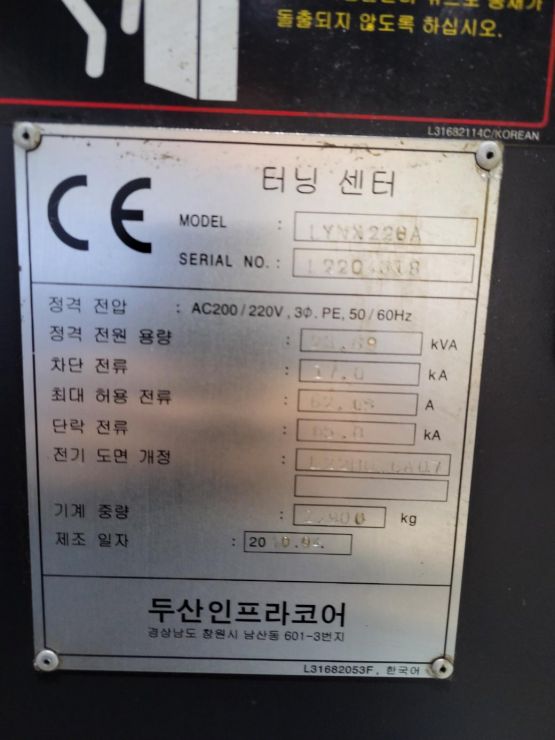 돌출되지 않도록 하십시오.
L31682114C/KOREAN
CE
터닝 센터
MODEL : LYNX220A
SERIAL NO. :
정격 전압 : AC200/220V, 3Φ. PE, 50/60Hz
정격 전원 용량 : kVA
차단 전류 : 17.0 kA
최대 허용 전류 : A
단락 전류 : kA
전기 도면 개정 :
기계 중량 : kg
제조 일자 : 2010.04.
두산인프라코어
경상남도 창원시 남산동 601-3번지
L31682053F, 한국어